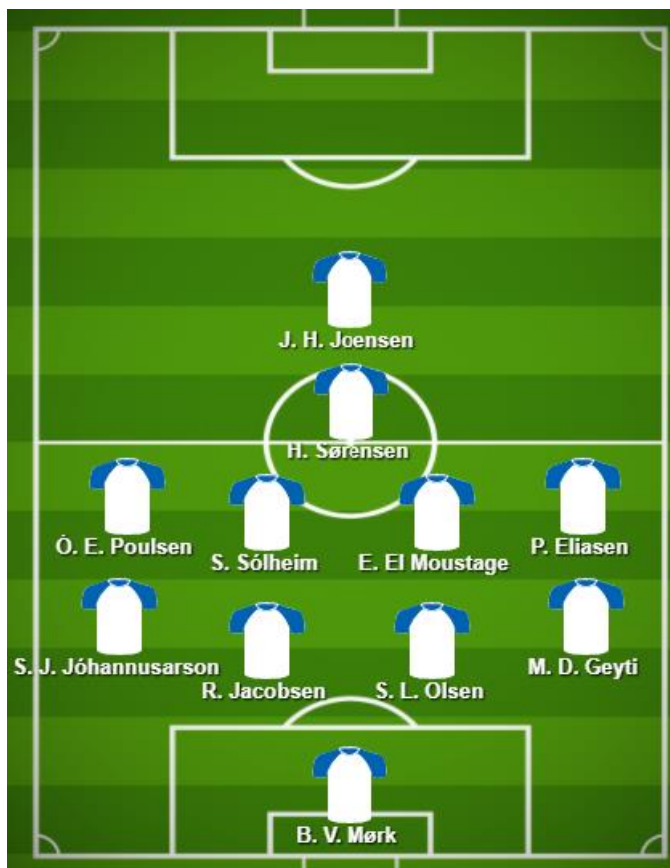 J. H. Joensen
H. Sørensen
Ó. E. Poulsen
S. Sólheim
E. El Moustage
P. Eliasen
S. J. Jóhannusarson
R. Jacobsen
S. L. Olsen
M. D. Geyti
B. V. Mørk